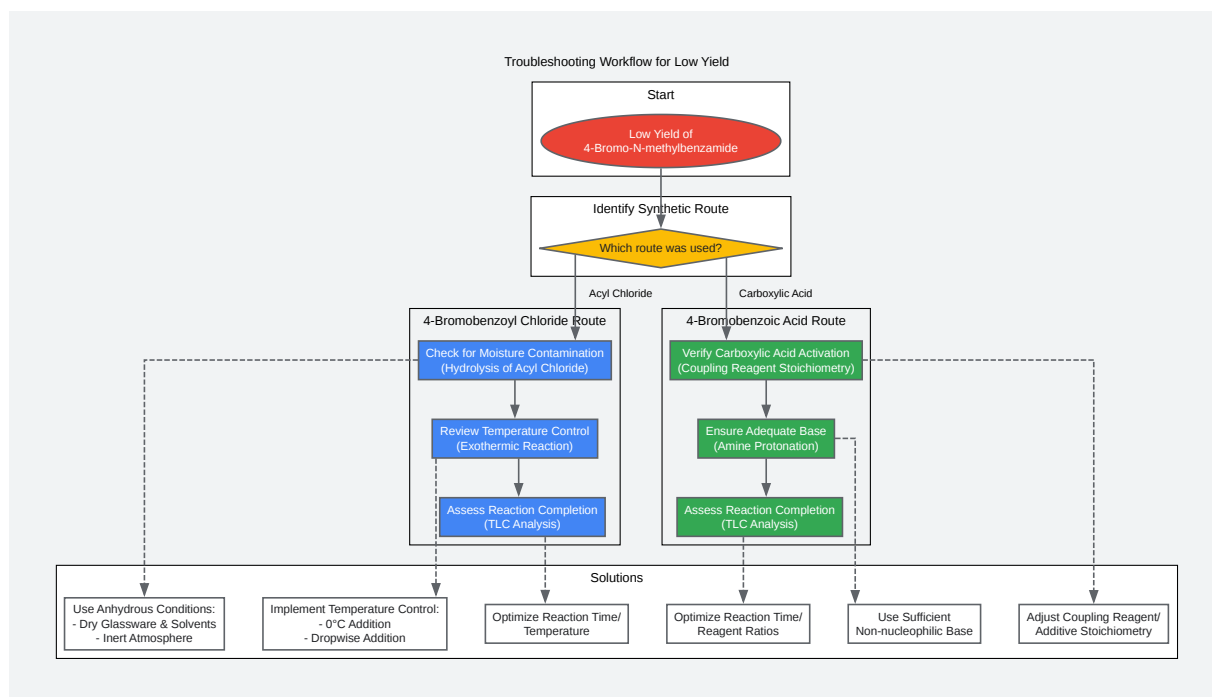 Troubleshooting Workflow for Low Yield
Start
Low Yield of
4-Bromo-N-methylbenzamide
Identify Synthetic Route
Which route was used?
Acyl Chloride
Carboxylic Acid
4-Bromobenzoyl Chloride Route
Check for Moisture Contamination
(Hydrolysis of Acyl Chloride)
Review Temperature Control
(Exothermic Reaction)
Assess Reaction Completion
(TLC Analysis)
4-Bromobenzoic Acid Route
Verify Carboxylic Acid Activation
(Coupling Reagent Stoichiometry)
Ensure Adequate Base
(Amine Protonation)
Assess Reaction Completion
(TLC Analysis)
Solutions
Use Anhydrous Conditions:
- Dry Glassware & Solvents
- Inert Atmosphere
Implement Temperature Control:
- 0°C Addition
- Dropwise Addition
Optimize Reaction Time/
Temperature
Optimize Reaction Time/
Reagent Ratios
Use Sufficient
Non-nucleophilic Base
Adjust Coupling Reagent/
Additive Stoichiometry